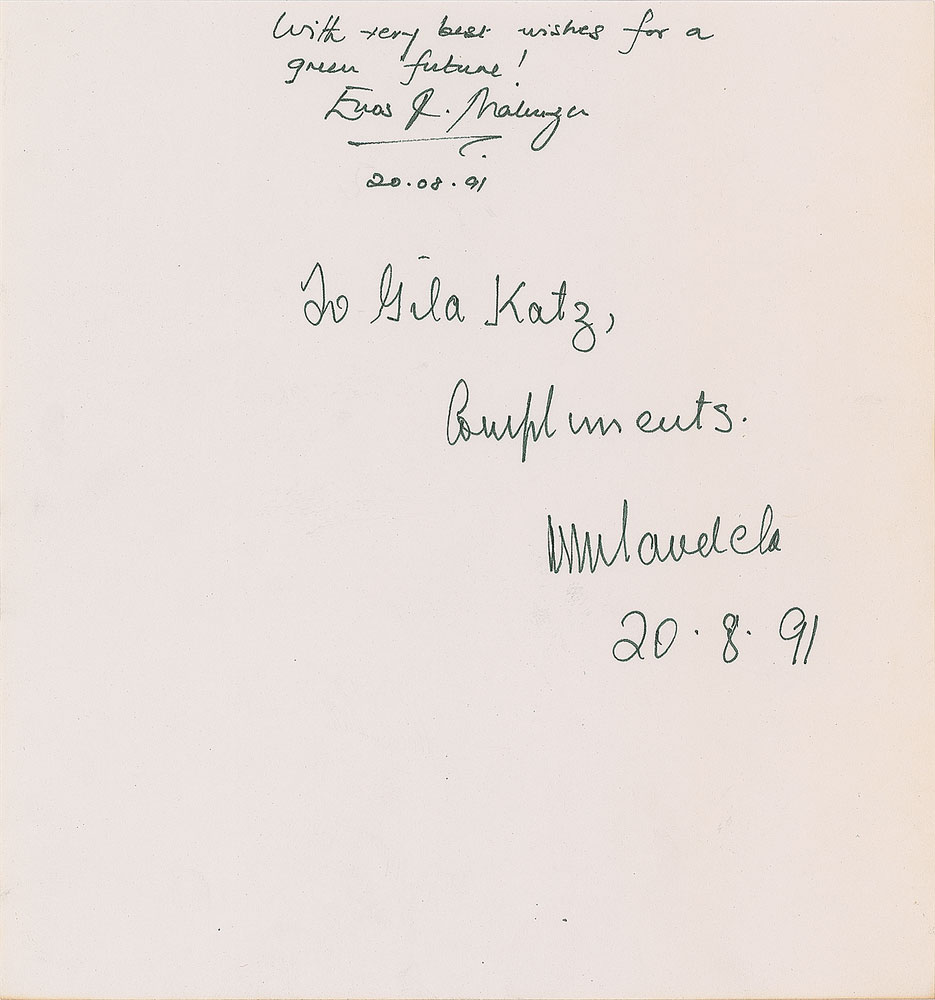 With very best wishes for a
green future!
Enos R. Mabunza
20.08.91
To Gila Katz,
Compliments.
NMandela
20.8.91